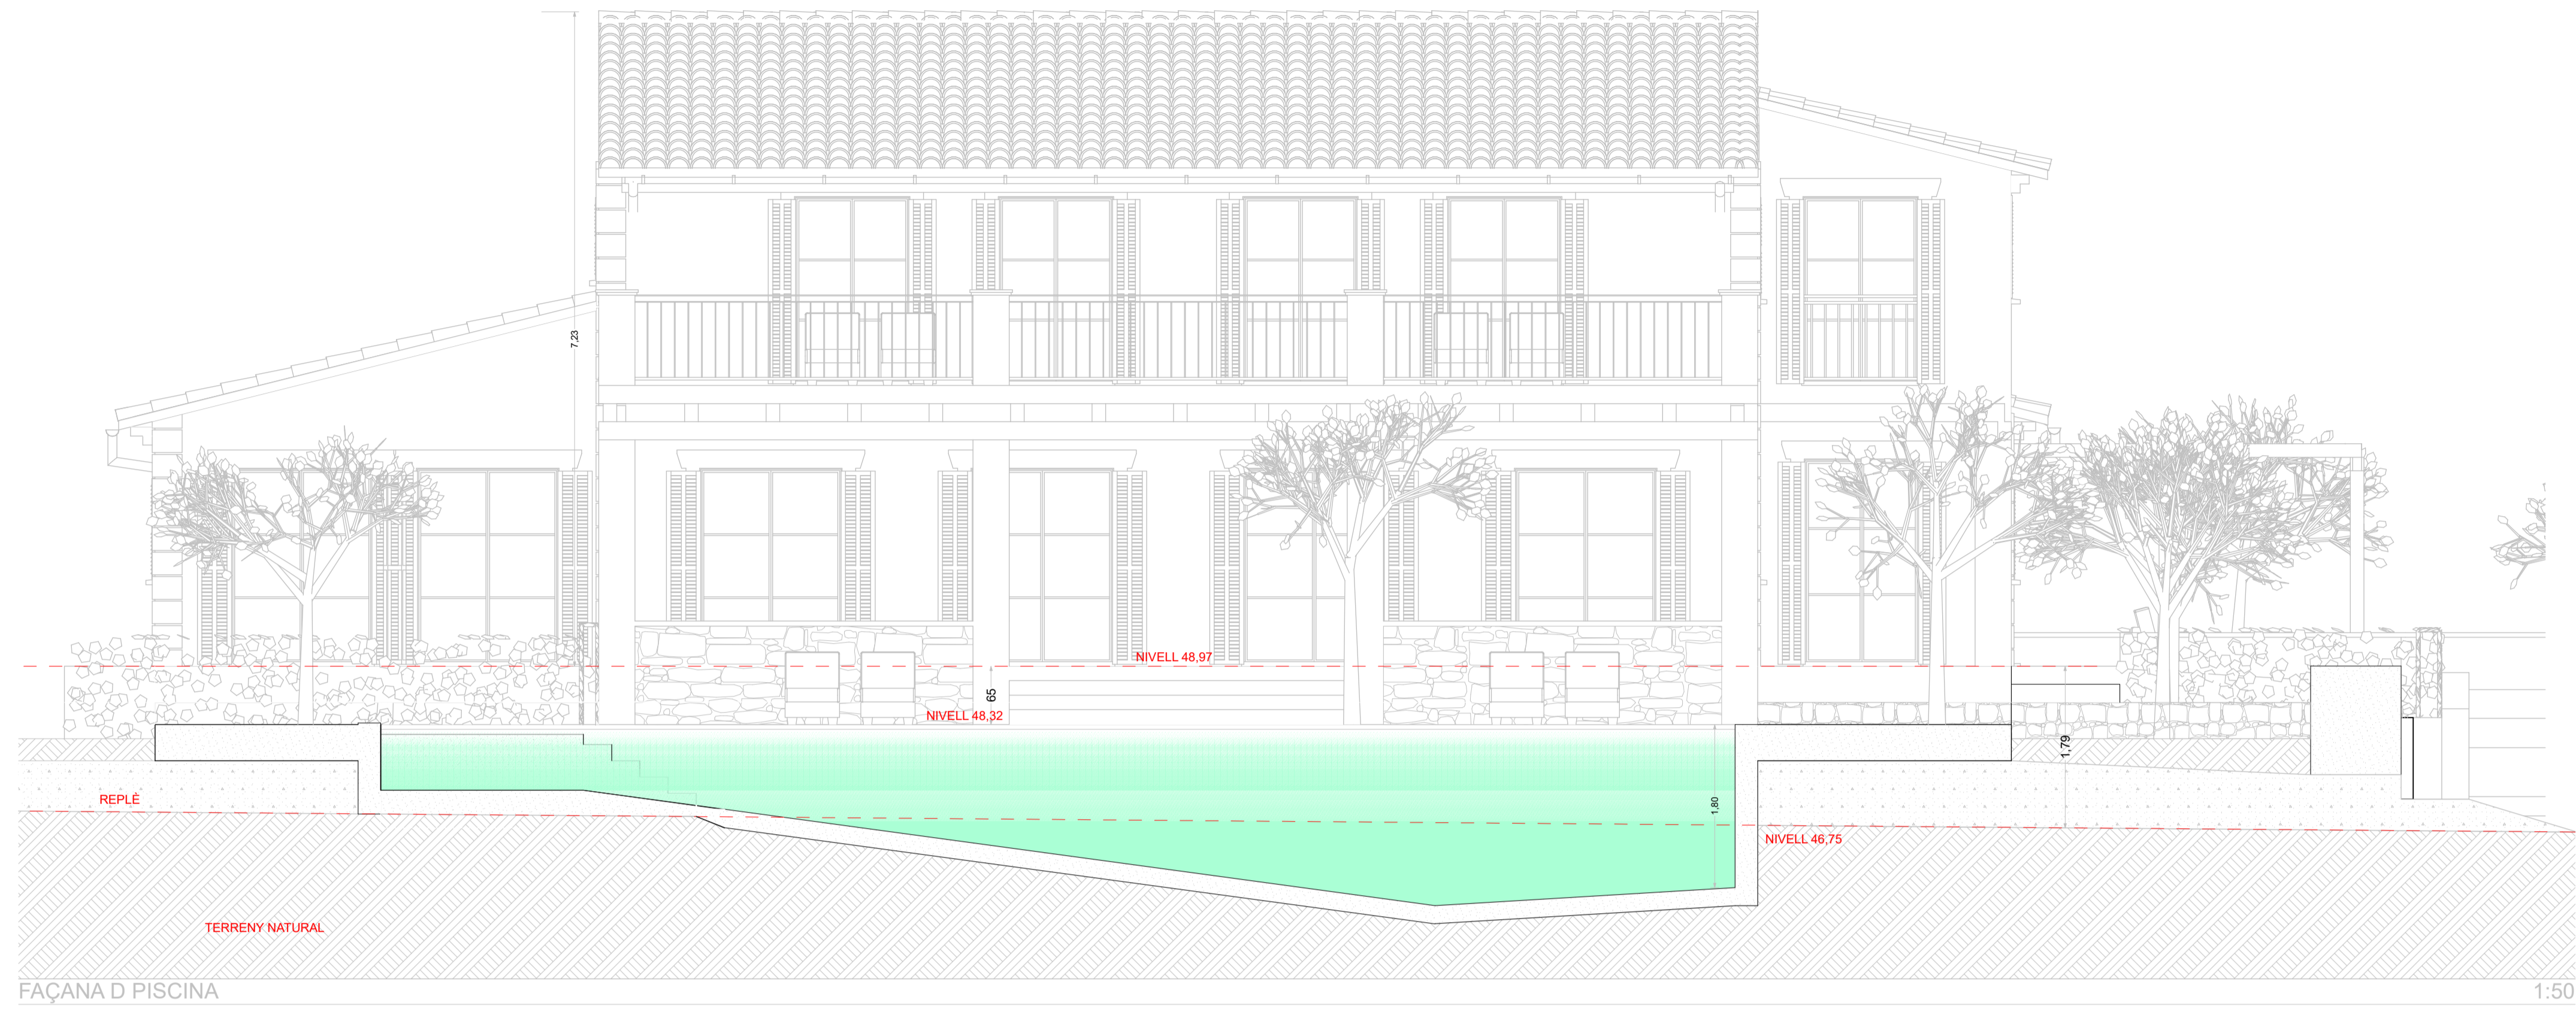 7,23
NIVELL 48,97
65
NIVELL 48,32
1,79
REPLÈ
1,80
NIVELL 46,75
TERRENY NATURAL
FAÇANA D PISCINA
1:50